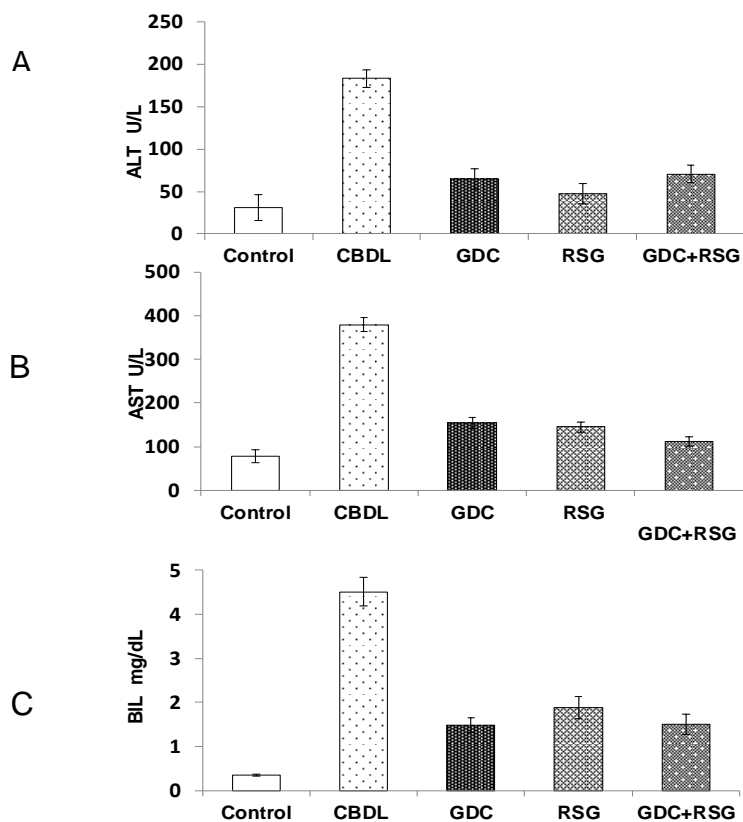 A
ALT U/L
250
200
150
100
50
0
Control CBDL GDC RSG GDC+RSG
B
AST U/L
500
400
300
200
100
0
Control CBDL GDC RSG GDC+RSG
C
BIL mg/dL
5
4
3
2
1
0
Control CBDL GDC RSG GDC+RSG